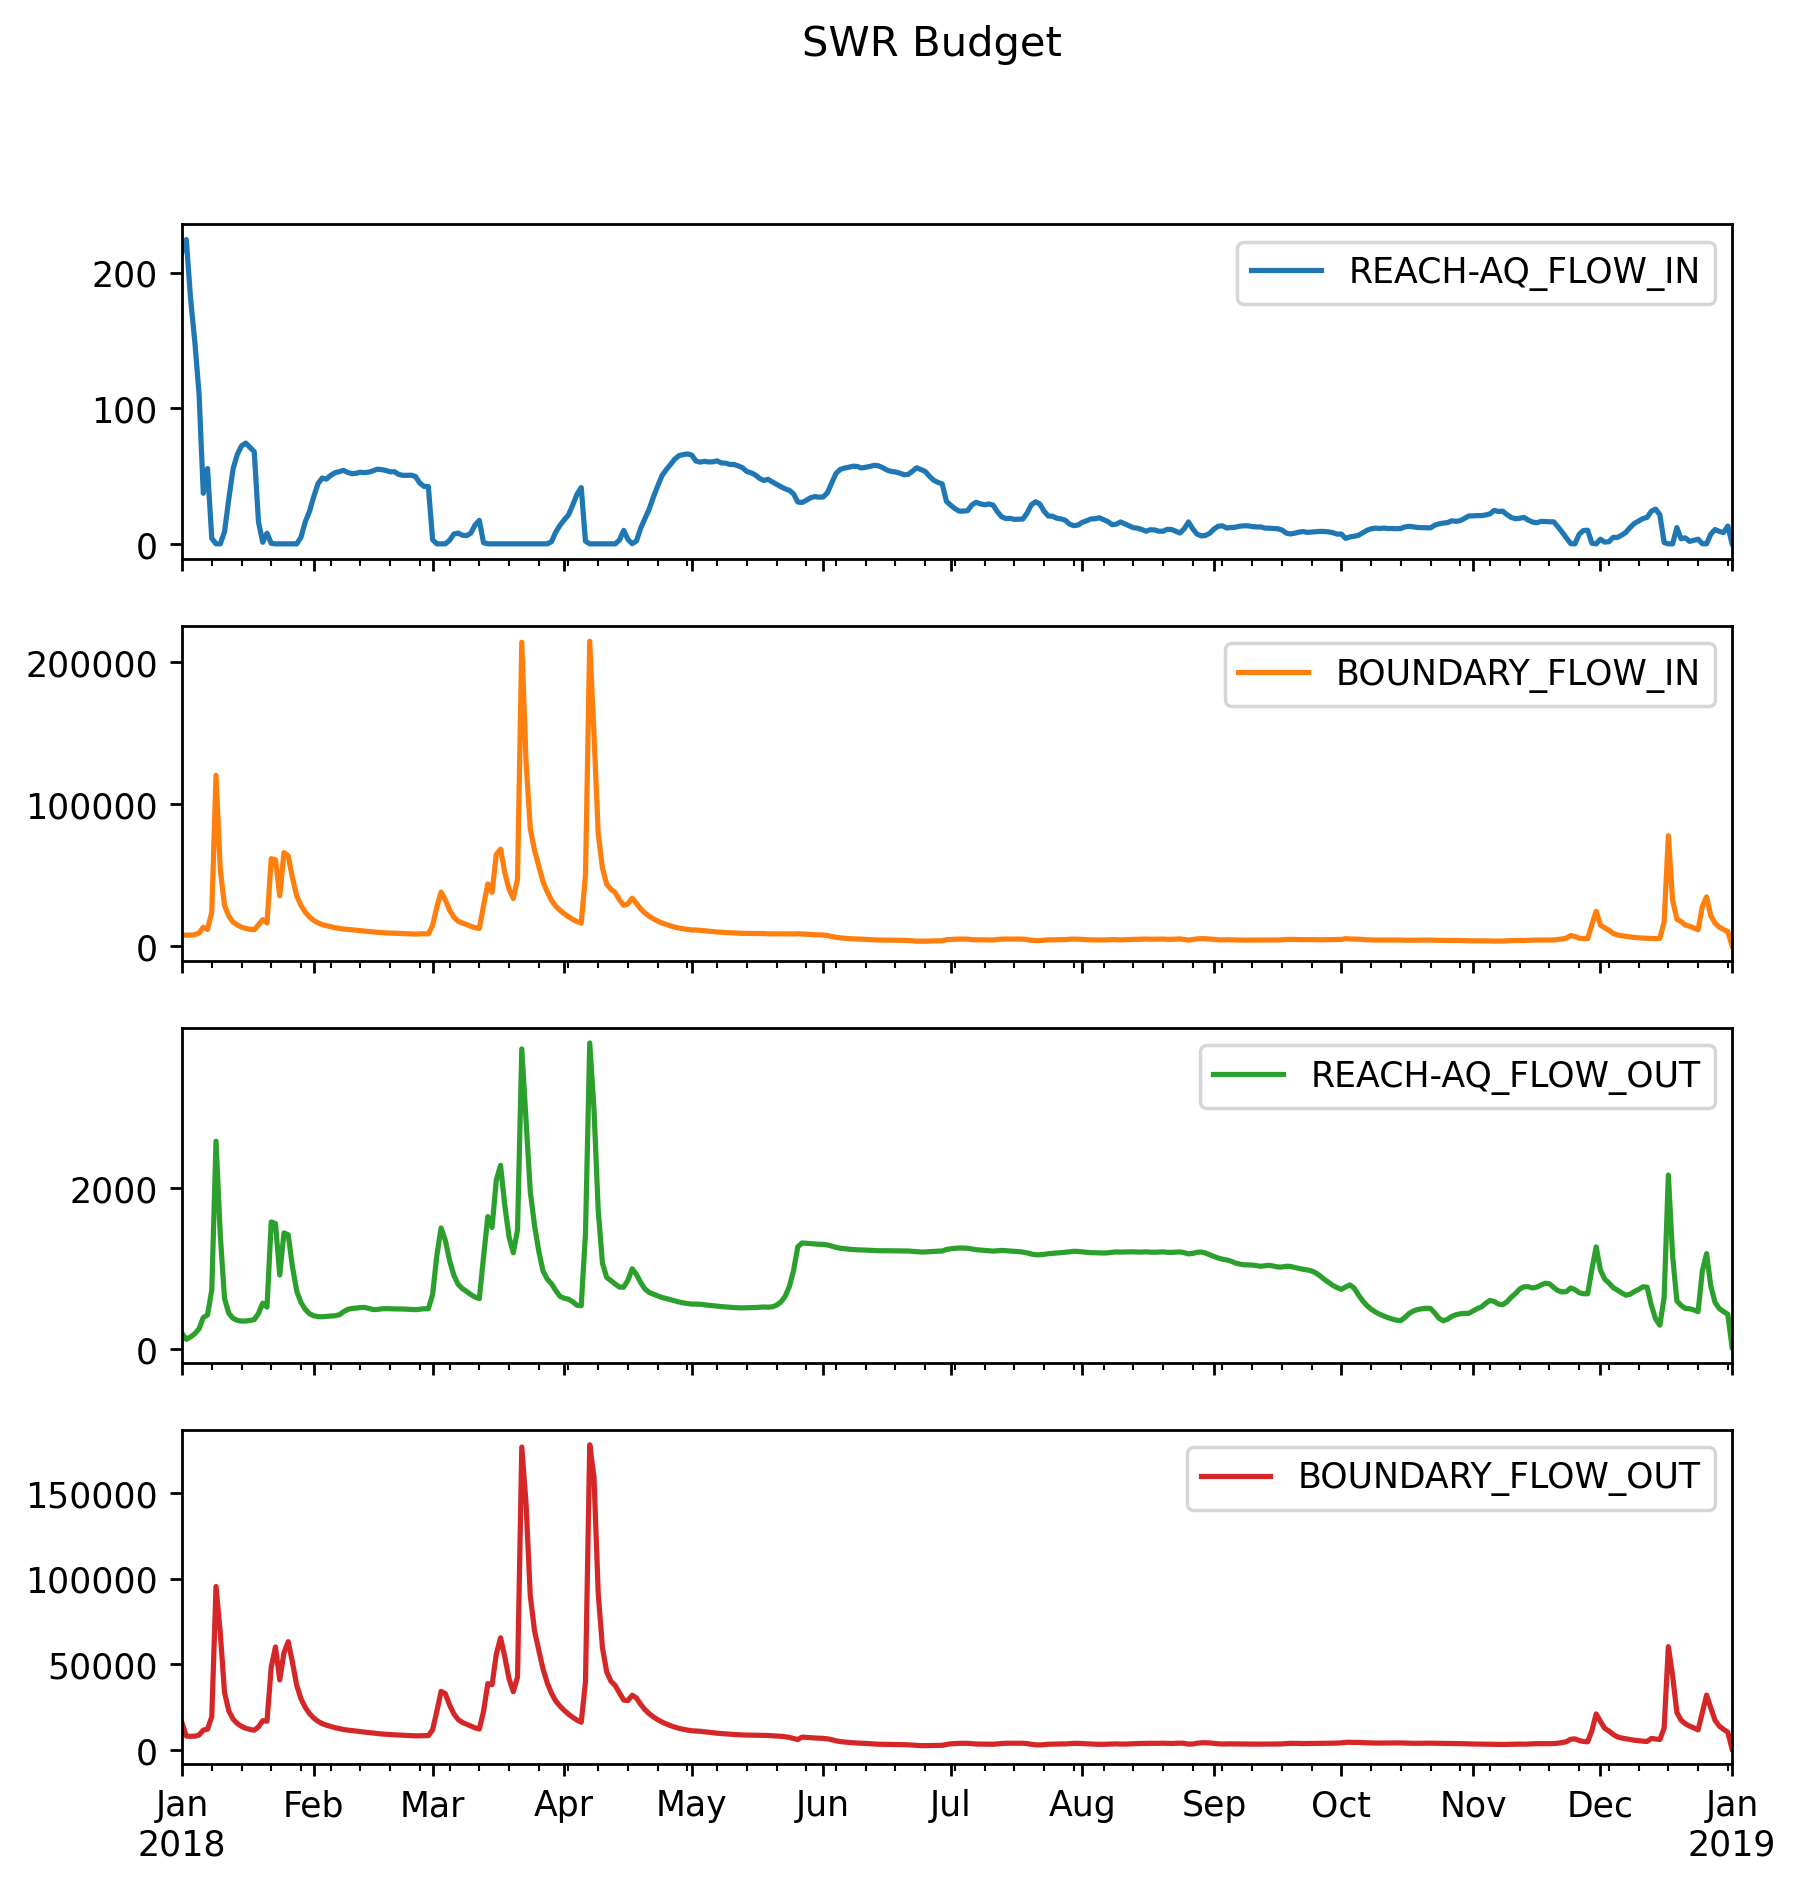 SWR Budget
REACH-AQ_FLOW_IN
200
100
0
BOUNDARY_FLOW_IN
200000
100000
0
REACH-AQ_FLOW_OUT
2000
0
BOUNDARY_FLOW_OUT
150000
100000
50000
0
Jan Feb Mar Apr May Jun Jul Aug Sep Oct Nov Dec Jan
2018 2019